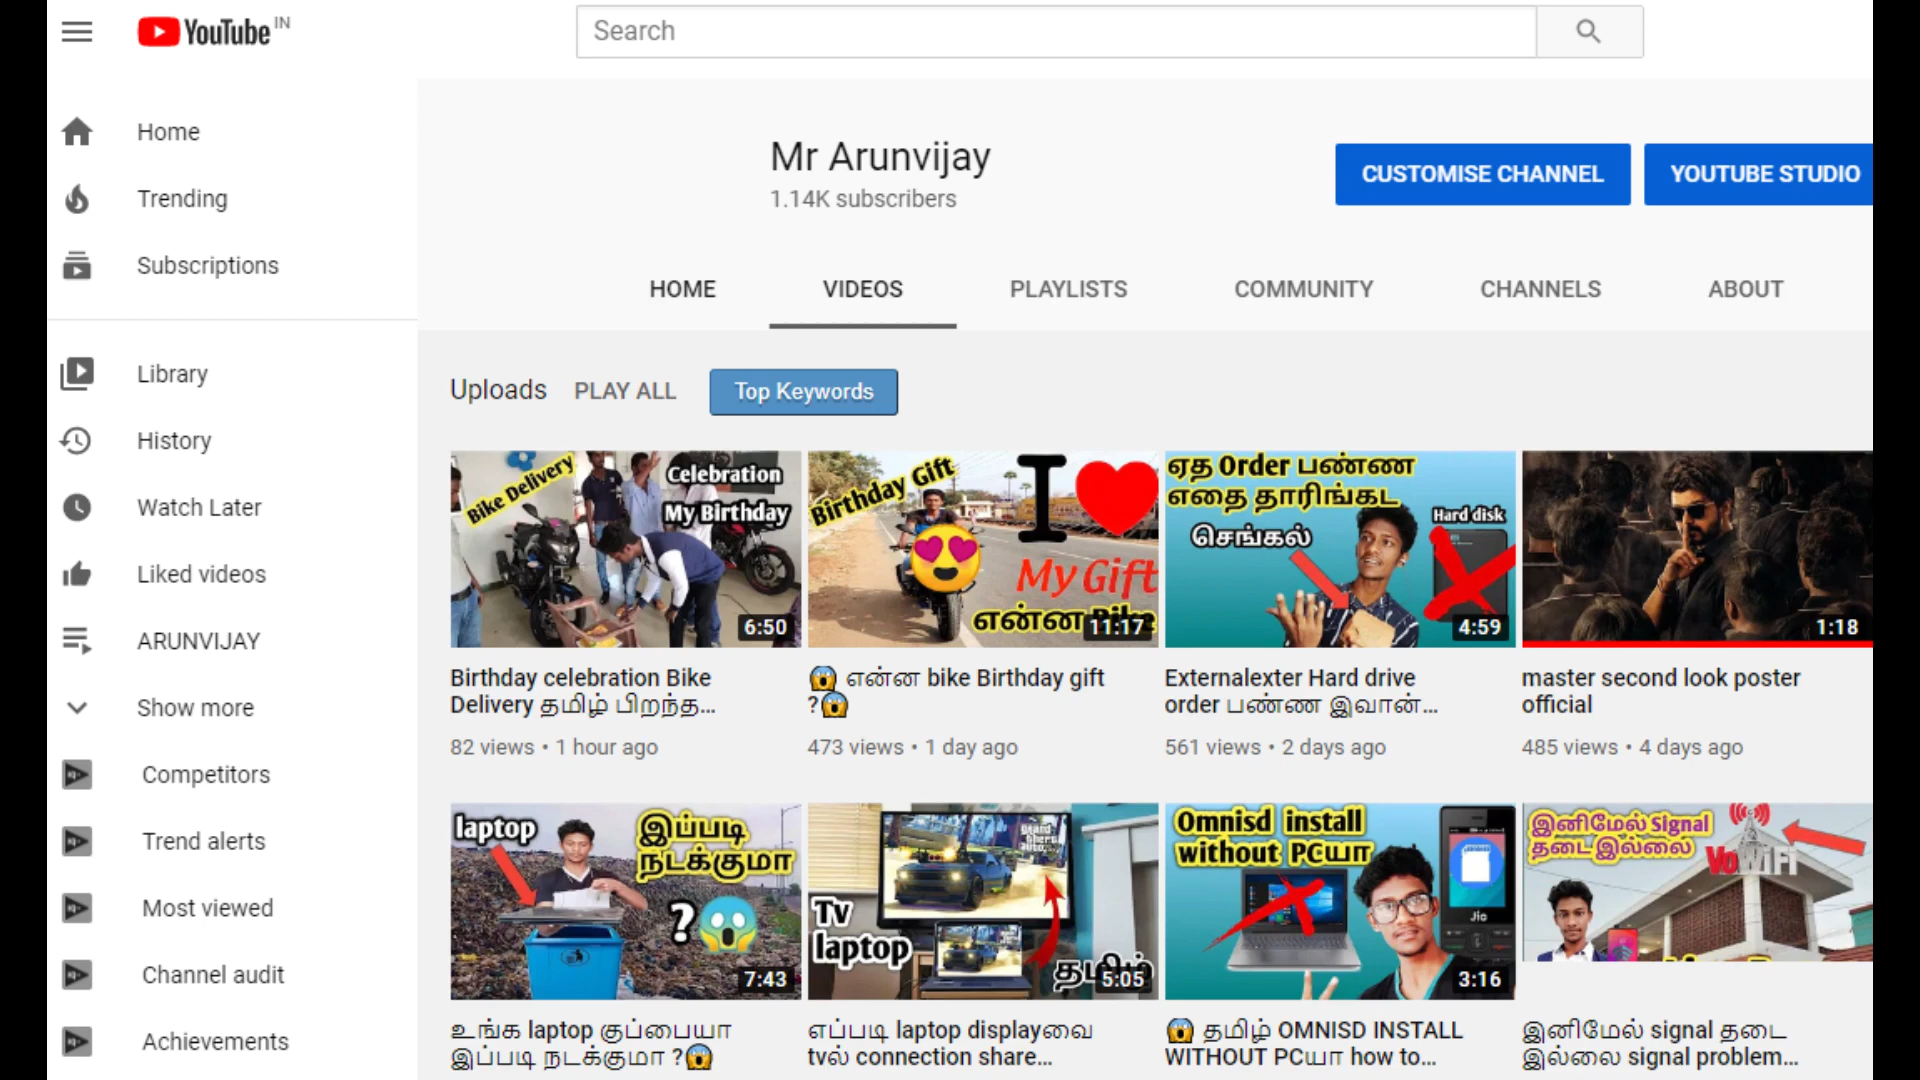 YouTube IN
Search
Home
Trending
Subscriptions
Library
History
Watch Later
Liked videos
ARUNVIJAY
Show more
Competitors
Trend alerts
Most viewed
Channel audit
Achievements
Mr Arunvijay
1.14K subscribers
CUSTOMISE CHANNEL
YOUTUBE STUDIO
HOME VIDEOS PLAYLISTS COMMUNITY CHANNELS ABOUT
Uploads PLAY ALL Top Keywords
Bike Delivery
Celebration
My Birthday
6:50
Birthday Gift
I
My Gift
என்ன Bike
11:17
ஏத Order பண்ண
எதை தாரிங்கட
செங்கல்
Hard disk
4:59
1:18
Birthday celebration Bike
Delivery தமிழ் பிறந்த...
82 views • 1 hour ago
😱 என்ன bike Birthday gift
?😱
473 views • 1 day ago
Externalexter Hard drive
order பண்ண இவான்...
561 views • 2 days ago
master second look poster
official
485 views • 4 days ago
laptop
இப்படி
நடக்குமா
?
7:43
grand
theft
auto
Tv
laptop
தமிழ்
5:05
Omnisd install
without PCயா
Jio
3:16
இனிமேல் Signal
தடை இல்லை
VoWiFi
உங்க laptop குப்பையா
இப்படி நடக்குமா ?😱
எப்படி laptop displayவை
tvல் connection share...
😱 தமிழ் OMNISD INSTALL
WITHOUT PCயா how to...
இனிமேல் signal தடை
இல்லை signal problem...